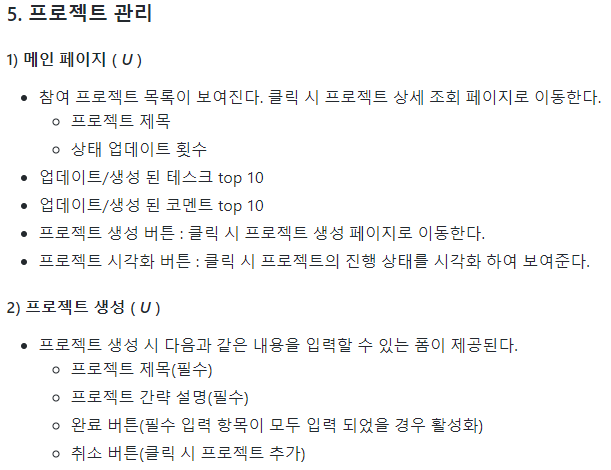 5. 프로젝트 관리
1) 메인 페이지 ( U )
참여 프로젝트 목록이 보여진다. 클릭 시 프로젝트 상세 조회 페이지로 이동한다.
프로젝트 제목
상태 업데이트 횟수
업데이트/생성 된 테스크 top 10
업데이트/생성 된 코멘트 top 10
프로젝트 생성 버튼 : 클릭 시 프로젝트 생성 페이지로 이동한다.
프로젝트 시각화 버튼 : 클릭 시 프로젝트의 진행 상태를 시각화 하여 보여준다.
2) 프로젝트 생성 ( U )
프로젝트 생성 시 다음과 같은 내용을 입력할 수 있는 폼이 제공된다.
프로젝트 제목(필수)
프로젝트 간략 설명(필수)
완료 버튼(필수 입력 항목이 모두 입력 되었을 경우 활성화)
취소 버튼(클릭 시 프로젝트 추가)